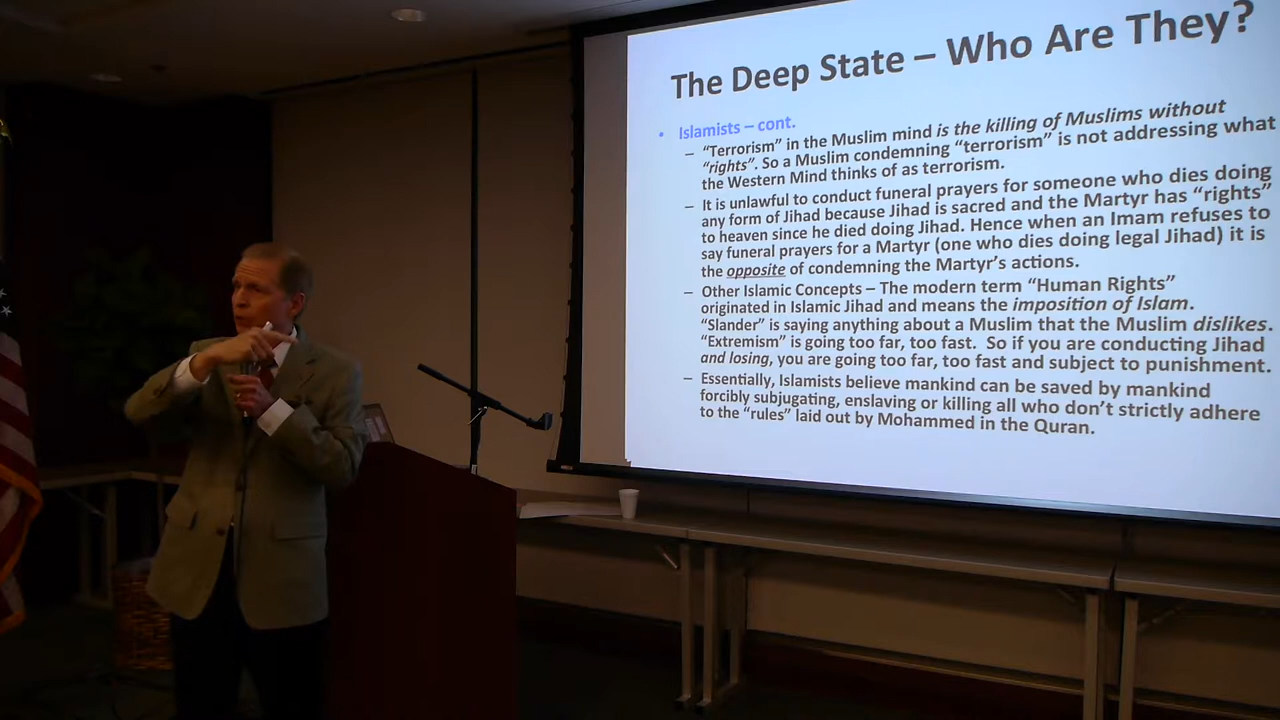 The Deep State – Who Are They?
• Islamists – cont.
– “Terrorism” in the Muslim mind is the killing of Muslims without
“rights”. So a Muslim condemning “terrorism” is not addressing what
the Western Mind thinks of as terrorism.
– It is unlawful to conduct funeral prayers for someone who dies doing
any form of Jihad because Jihad is sacred and the Martyr has “rights”
to heaven since he died doing Jihad. Hence when an Imam refuses to
say funeral prayers for a Martyr (one who dies doing legal Jihad) it is
the opposite of condemning the Martyr’s actions.
– Other Islamic Concepts – The modern term “Human Rights”
originated in Islamic Jihad and means the imposition of Islam.
“Slander” is saying anything about a Muslim that the Muslim dislikes.
“Extremism” is going too far, too fast. So if you are conducting Jihad
and losing, you are going too far, too fast and subject to punishment.
– Essentially, Islamists believe mankind can be saved by mankind
forcibly subjugating, enslaving or killing all who don’t strictly adhere
to the “rules” laid out by Mohammed in the Quran.